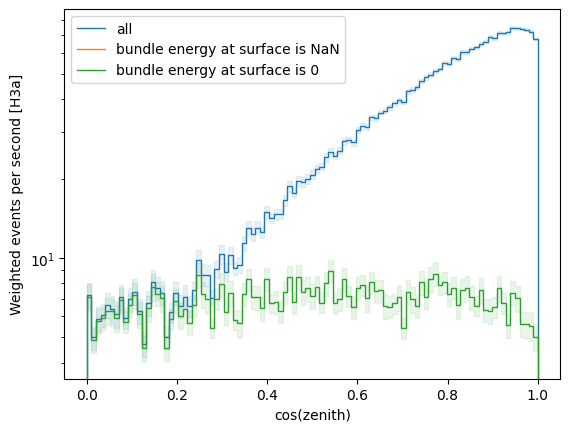 all
bundle energy at surface is NaN
bundle energy at surface is 0
Weighted events per second [H3a]
10¹
0.0 0.2 0.4 0.6 0.8 1.0
cos(zenith)